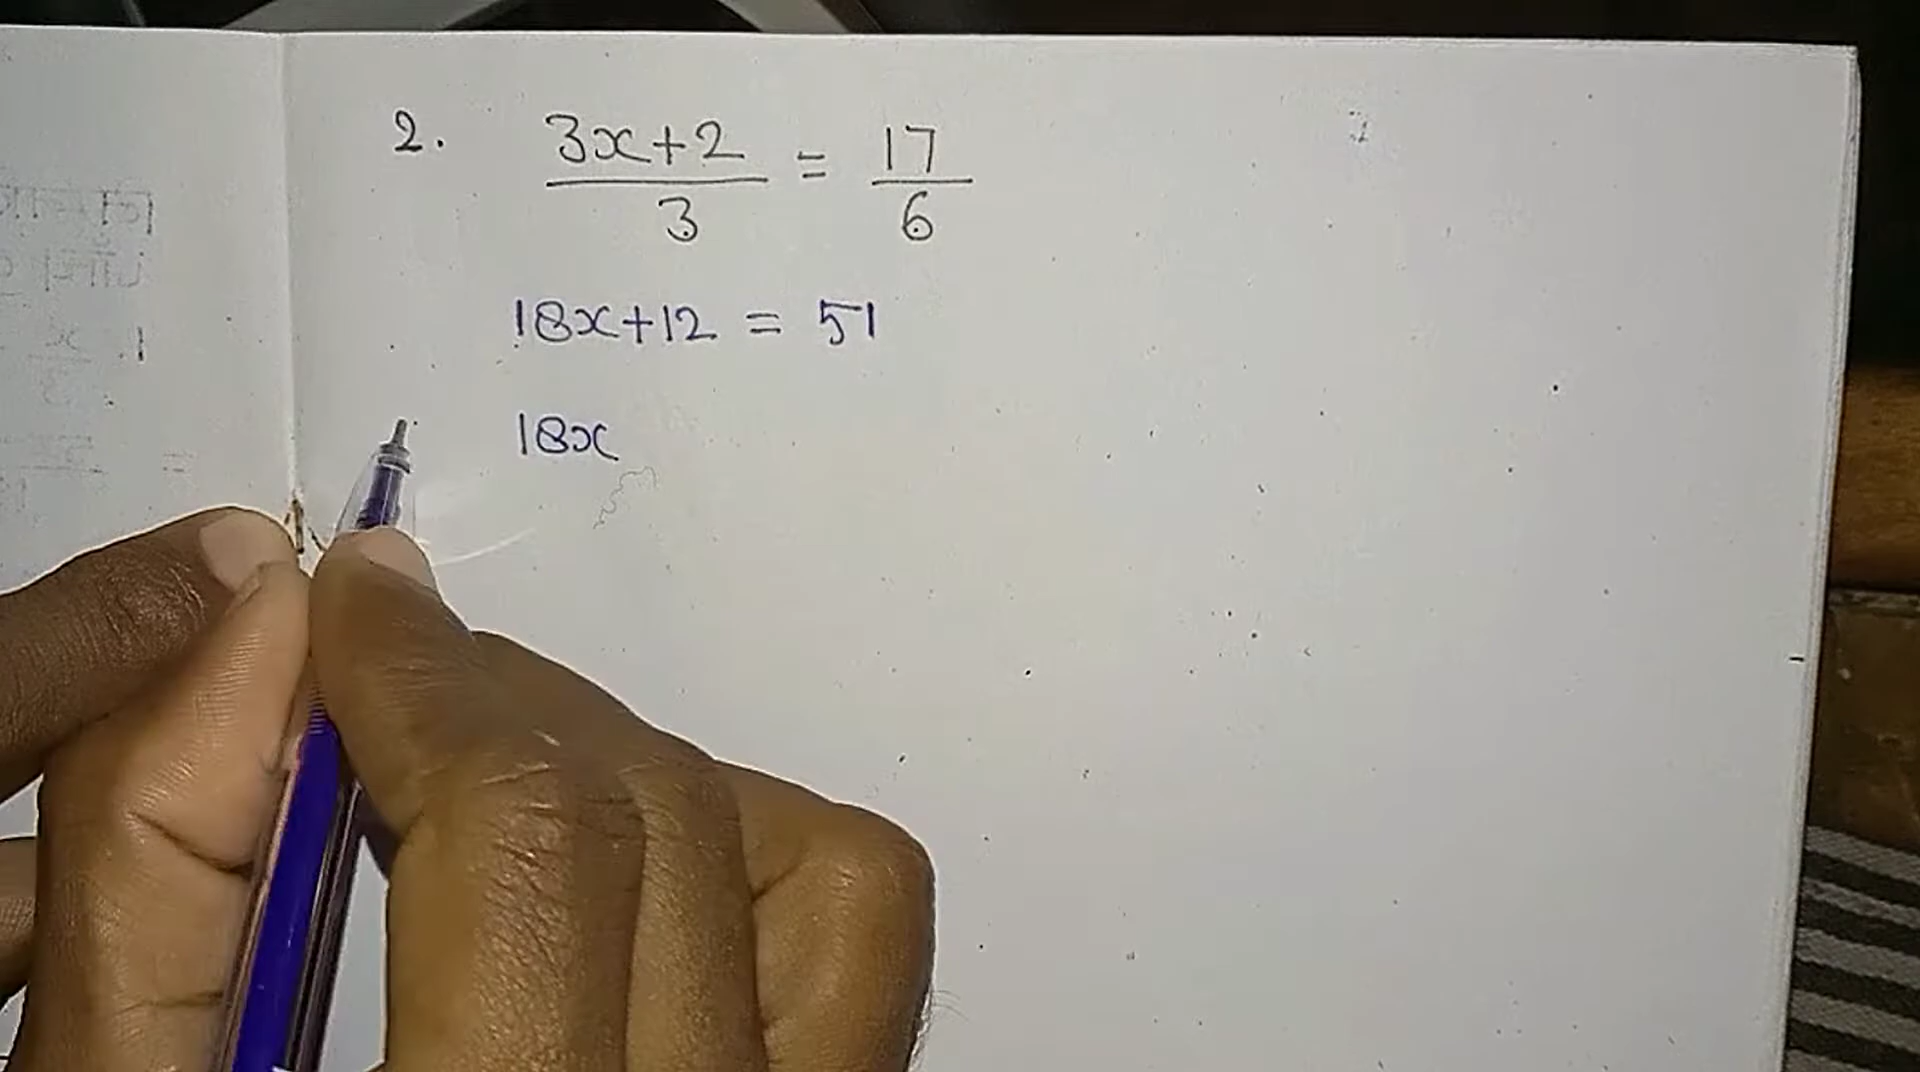 2. (3x+2)/3 = 17/6
18x+12 = 51
18x